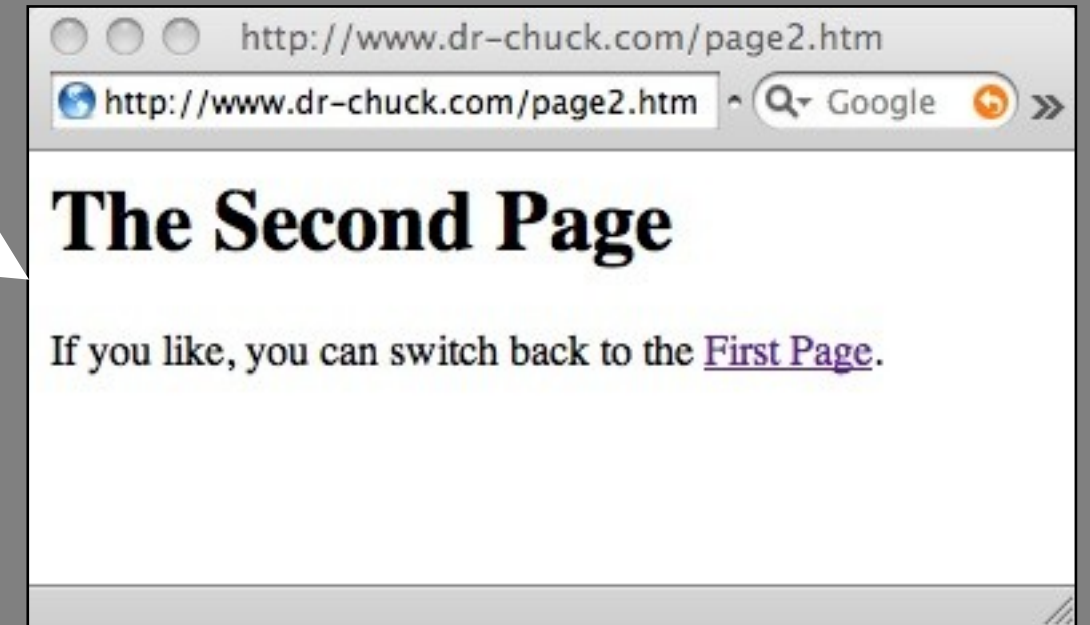 http://www.dr-chuck.com/page2.htm
http://www.dr-chuck.com/page2.htm Google
The Second Page
If you like, you can switch back to the First Page.